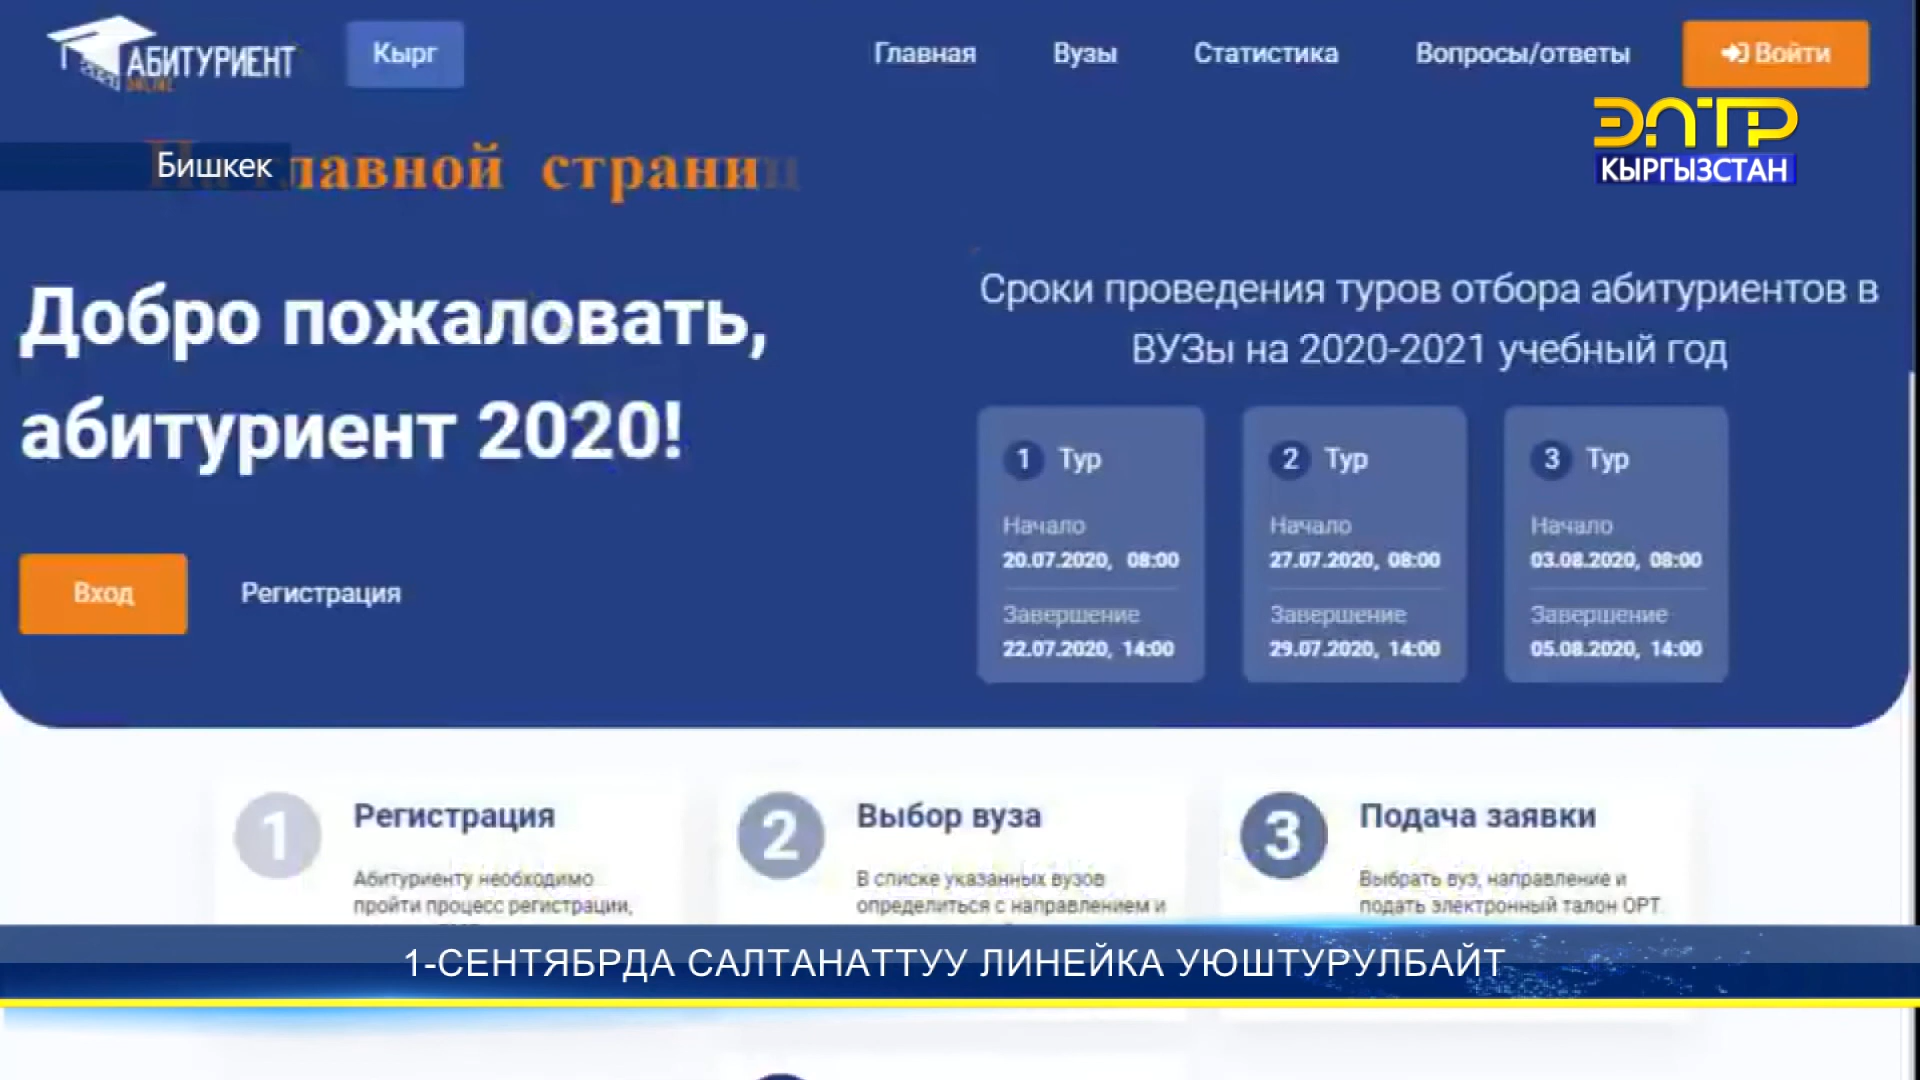 АБИТУРИЕНТ
ONLINE
Кырг
Главная
Вузы
Статистика
Вопросы/ответы
Войти
ЭЛТР
КЫРГЫЗСТАН
Бишкек
главной страниц
Добро пожаловать,
абитуриент 2020!
Вход
Регистрация
Сроки проведения туров отбора абитуриентов в
ВУЗы на 2020-2021 учебный год
1 Тур
Начало
20.07.2020, 08:00
Завершение
22.07.2020, 14:00
2 Тур
Начало
27.07.2020, 08:00
Завершение
29.07.2020, 14:00
3 Тур
Начало
03.08.2020, 08:00
Завершение
05.08.2020, 14:00
1 Регистрация
Абитуриенту необходимо
пройти процесс регистрации,
2 Выбор вуза
В списке указанных вузов
определиться с направлением и
3 Подача заявки
Выбрать вуз, направление и
подать электронный талон ОРТ.
1-СЕНТЯБРДА САЛТАНАТТУУ ЛИНЕЙКА УЮШТУРУЛБАЙТ